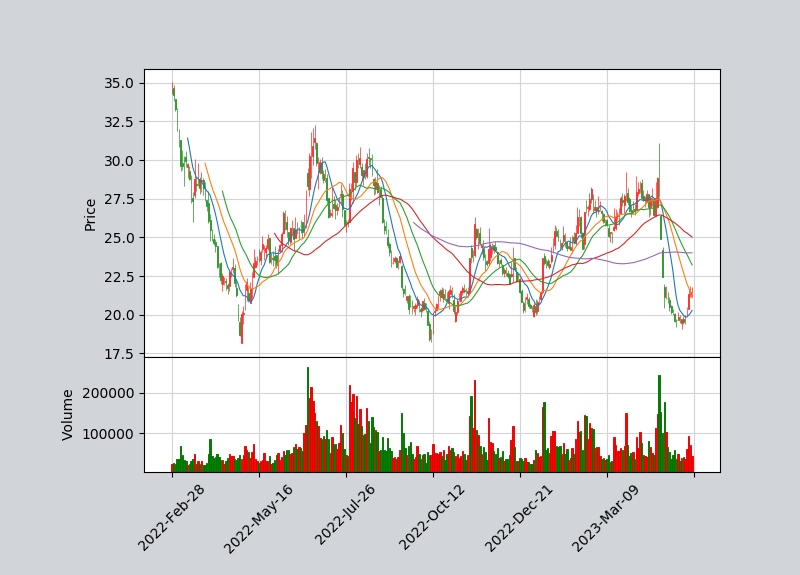 35.0
32.5
30.0
27.5
25.0
22.5
20.0
17.5
Price
200000
100000
Volume
2022-Feb-28
2022-May-16
2022-Jul-26
2022-Oct-12
2022-Dec-21
2023-Mar-09